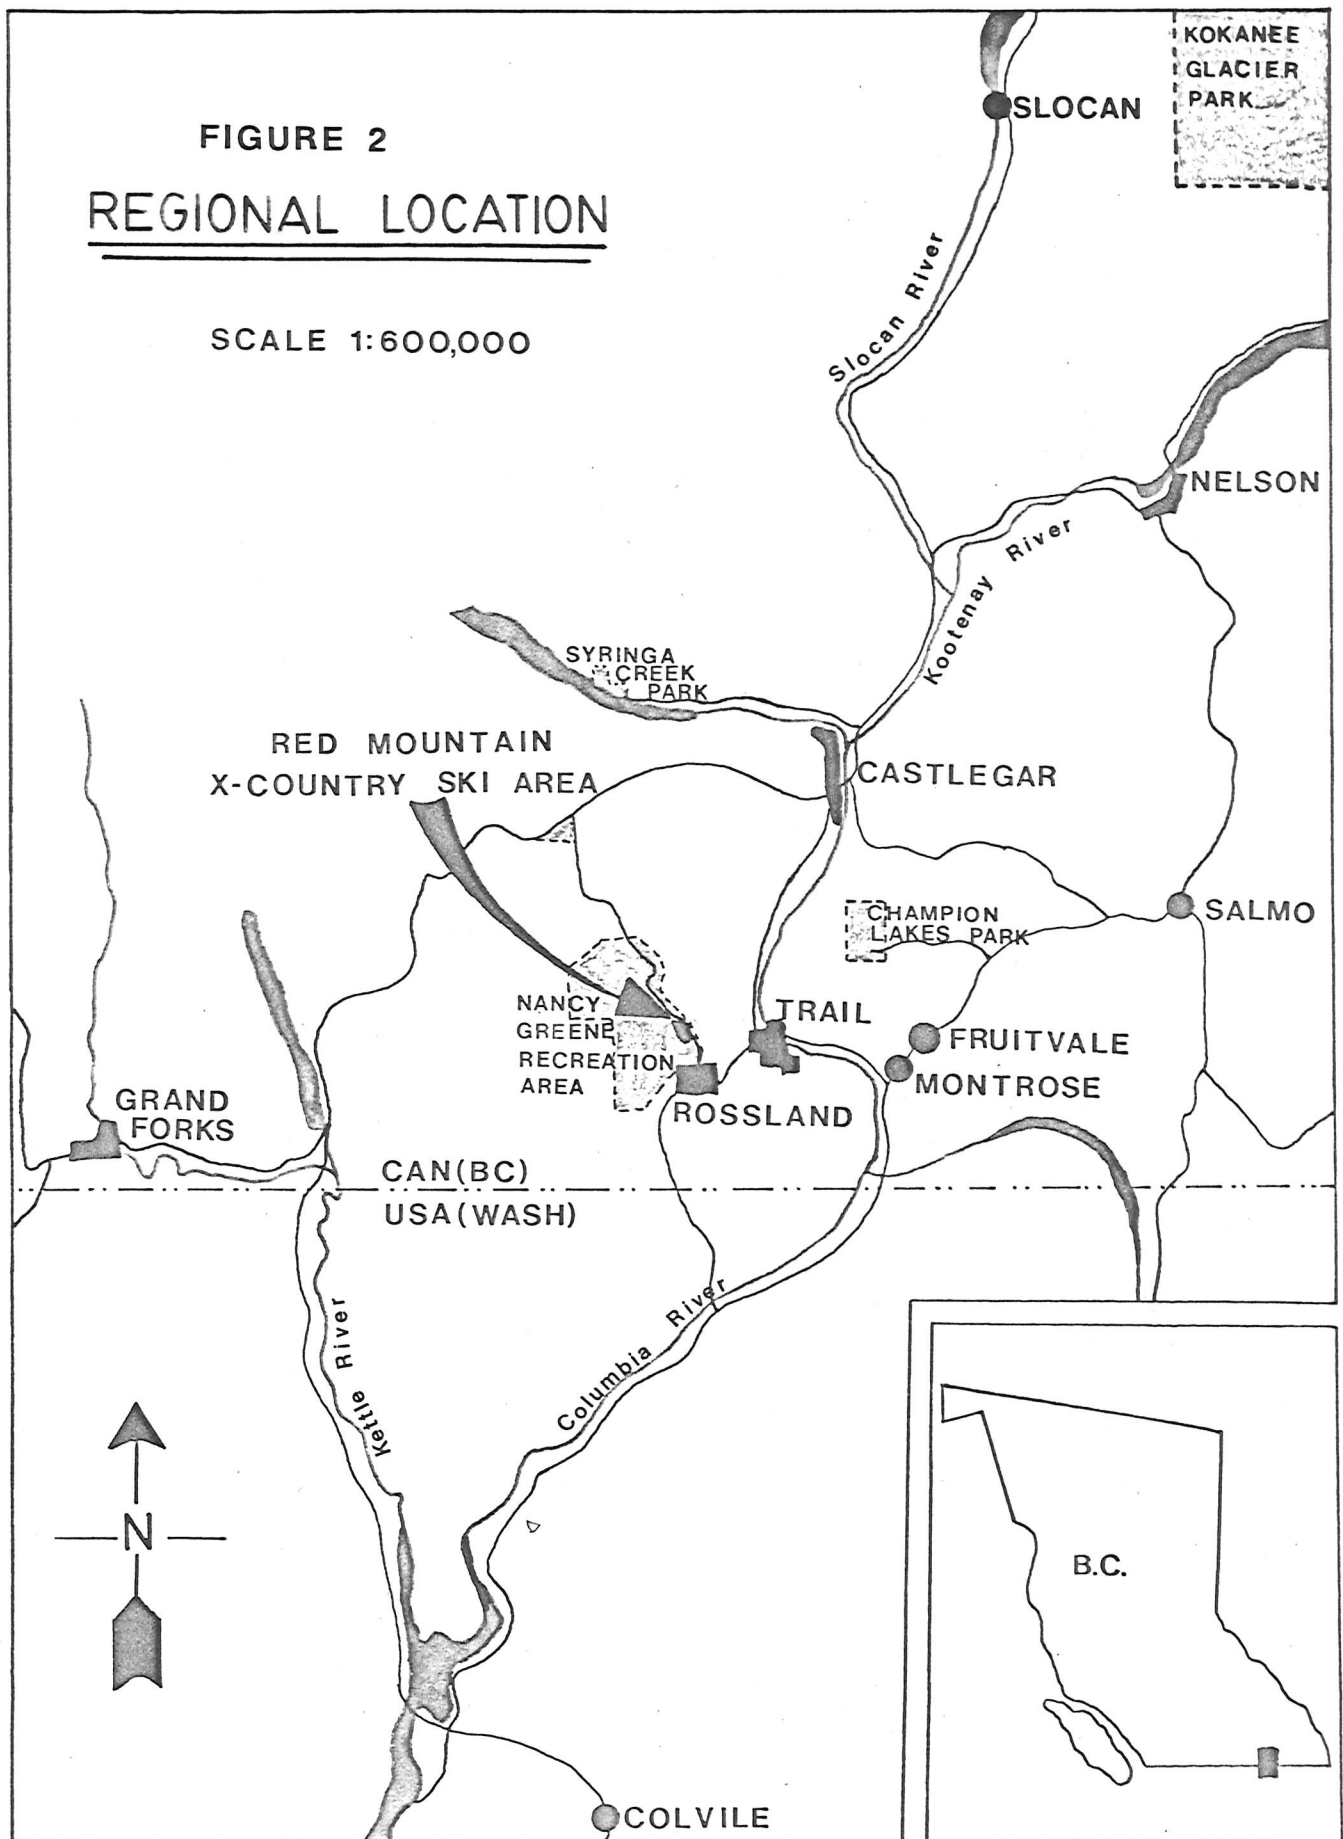 KOKANEE
GLACIER
PARK
SLOCAN
FIGURE 2
REGIONAL LOCATION
SCALE 1:600,000
Slocan River
NELSON
Kootenay River
SYRINGA
CREEK
PARK
RED MOUNTAIN
X-COUNTRY SKI AREA
CASTLEGAR
CHAMPION
LAKES PARK
SALMO
NANCY
GREENE
RECREATION
AREA
TRAIL
FRUITVALE
MONTROSE
ROSSLAND
GRAND
FORKS
CAN(BC)
USA(WASH)
Kettle River
Columbia River
N
B.C.
COLVILE